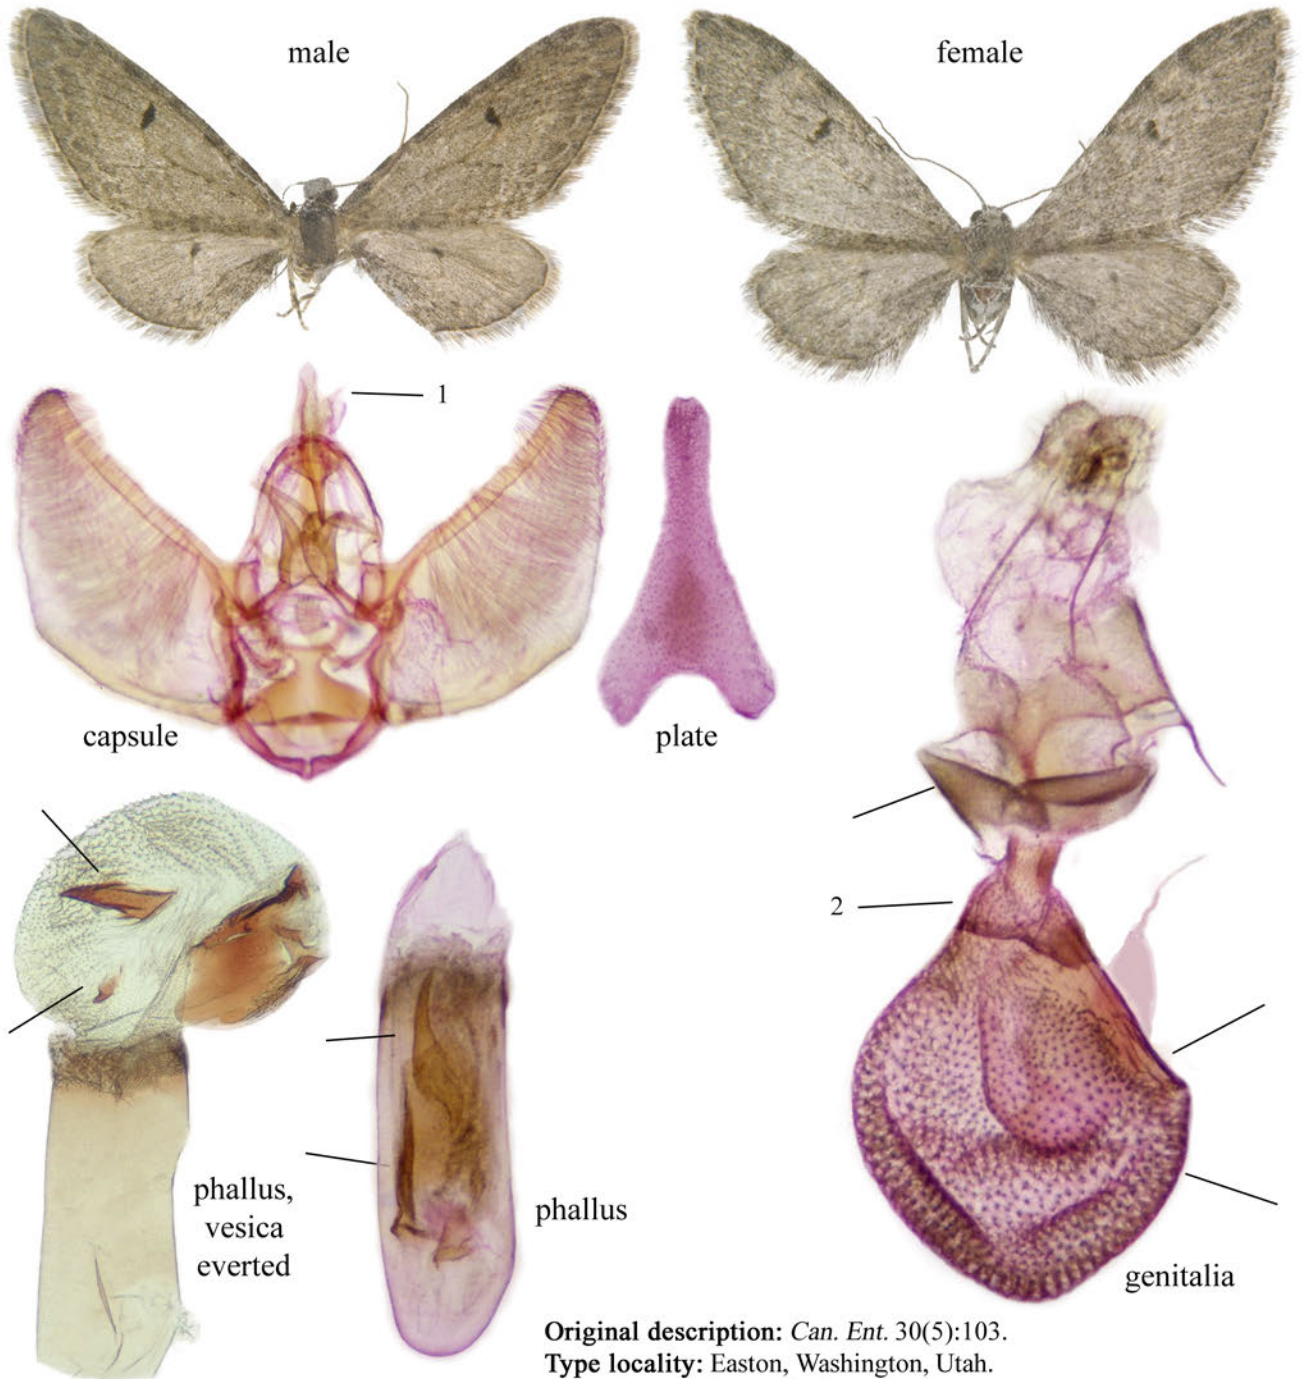 male
female
1
capsule
plate
2
phallus,
vesica
everted
phallus
genitalia
Original description: Can. Ent. 30(5):103.
Type locality: Easton, Washington, Utah.